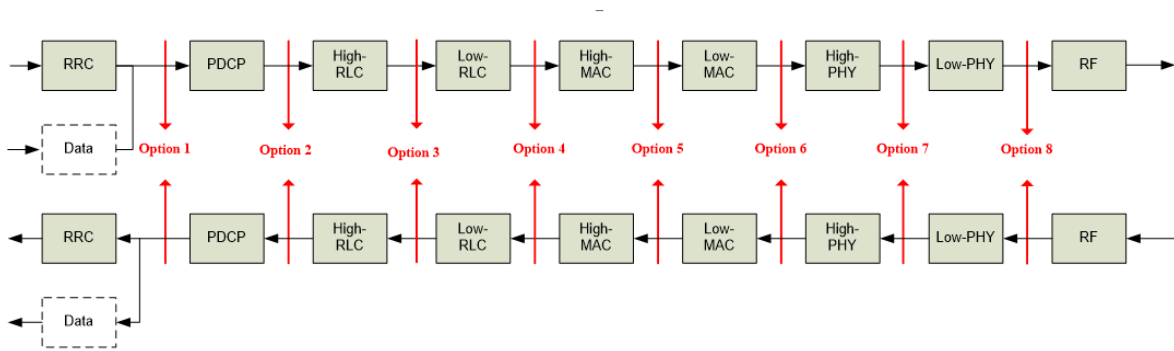 RRC
PDCP
High-
RLC
Low-
RLC
High-
MAC
Low-
MAC
High-
PHY
Low-PHY
RF
Data
Option 1
Option 2
Option 3
Option 4
Option 5
Option 6
Option 7
Option 8
RRC
PDCP
High-
RLC
Low-
RLC
High-
MAC
Low-
MAC
High-
PHY
Low-PHY
RF
Data